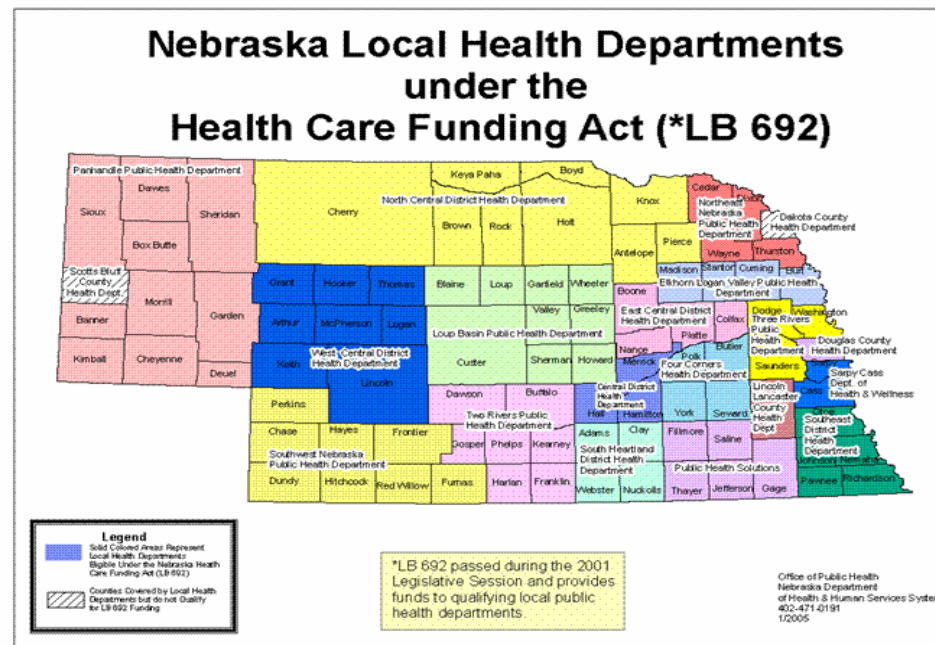 Nebraska Local Health Departments
under the
Health Care Funding Act (*LB 692)
Panhandle Public Health Department
Dawes
Sioux
Sheridan
Box Butte
Scotts Bluff
County
Health Dept.
Morrill
Banner
Garden
Kimball
Cheyenne
Deuel
Keya Paha
Boyd
North Central District Health Department
Cherry
Brown
Rock
Holt
Knox
Antelope
Pierce
Cedar
Dixon
Northeast
Nebraska
Public Health
Department
Wayne
Thurston
Dakota County
Health Department
Grant
Hooker
Thomas
Arthur
McPherson
Logan
West Central District
Health Department
Keith
Lincoln
Blaine
Loup
Garfield
Wheeler
Valley
Greeley
Loup Basin Public Health Department
Custer
Sherman
Howard
Madison
Stanton
Cuming
Burt
Elkhorn Logan Valley Public Health
Department
Boone
East Central District
Health Department
Colfax
Platte
Nance
Dodge
Washington
Three Rivers
Public
Health
Department
Saunders
Douglas County
Health Department
Sarpy
Cass
Sarpy Cass
Dept. of
Health & Wellness
Merrick
Central District
Health
Department
Hall
Hamilton
Polk
Butler
Four Corners
Health Department
York
Seward
Lincoln
Lancaster
County
Health
Dept
Otoe
Southeast
District
Health
Department
Johnson
Nemaha
Pawnee
Richardson
Perkins
Chase
Hayes
Frontier
Southwest Nebraska
Public Health Department
Dundy
Hitchcock
Red Willow
Furnas
Dawson
Buffalo
Two Rivers Public
Health Department
Gosper
Phelps
Kearney
Harlan
Franklin
Adams
Clay
South Heartland
District Health
Department
Webster
Nuckolls
Fillmore
Saline
Public Health Solutions
Thayer
Jefferson
Gage
Legend
Solid Colored Areas Represent
Local Health Departments
Eligible Under the Nebraska Health
Care Funding Act (LB 692)
Counties Covered by Local Health
Departments but do not Qualify
for LB 692 Funding
*LB 692 passed during the 2001
Legislative Session and provides
funds to qualifying local public
health departments.
Office of Public Health
Nebraska Department
of Health & Human Services Syste
402-471-0191
1/2005